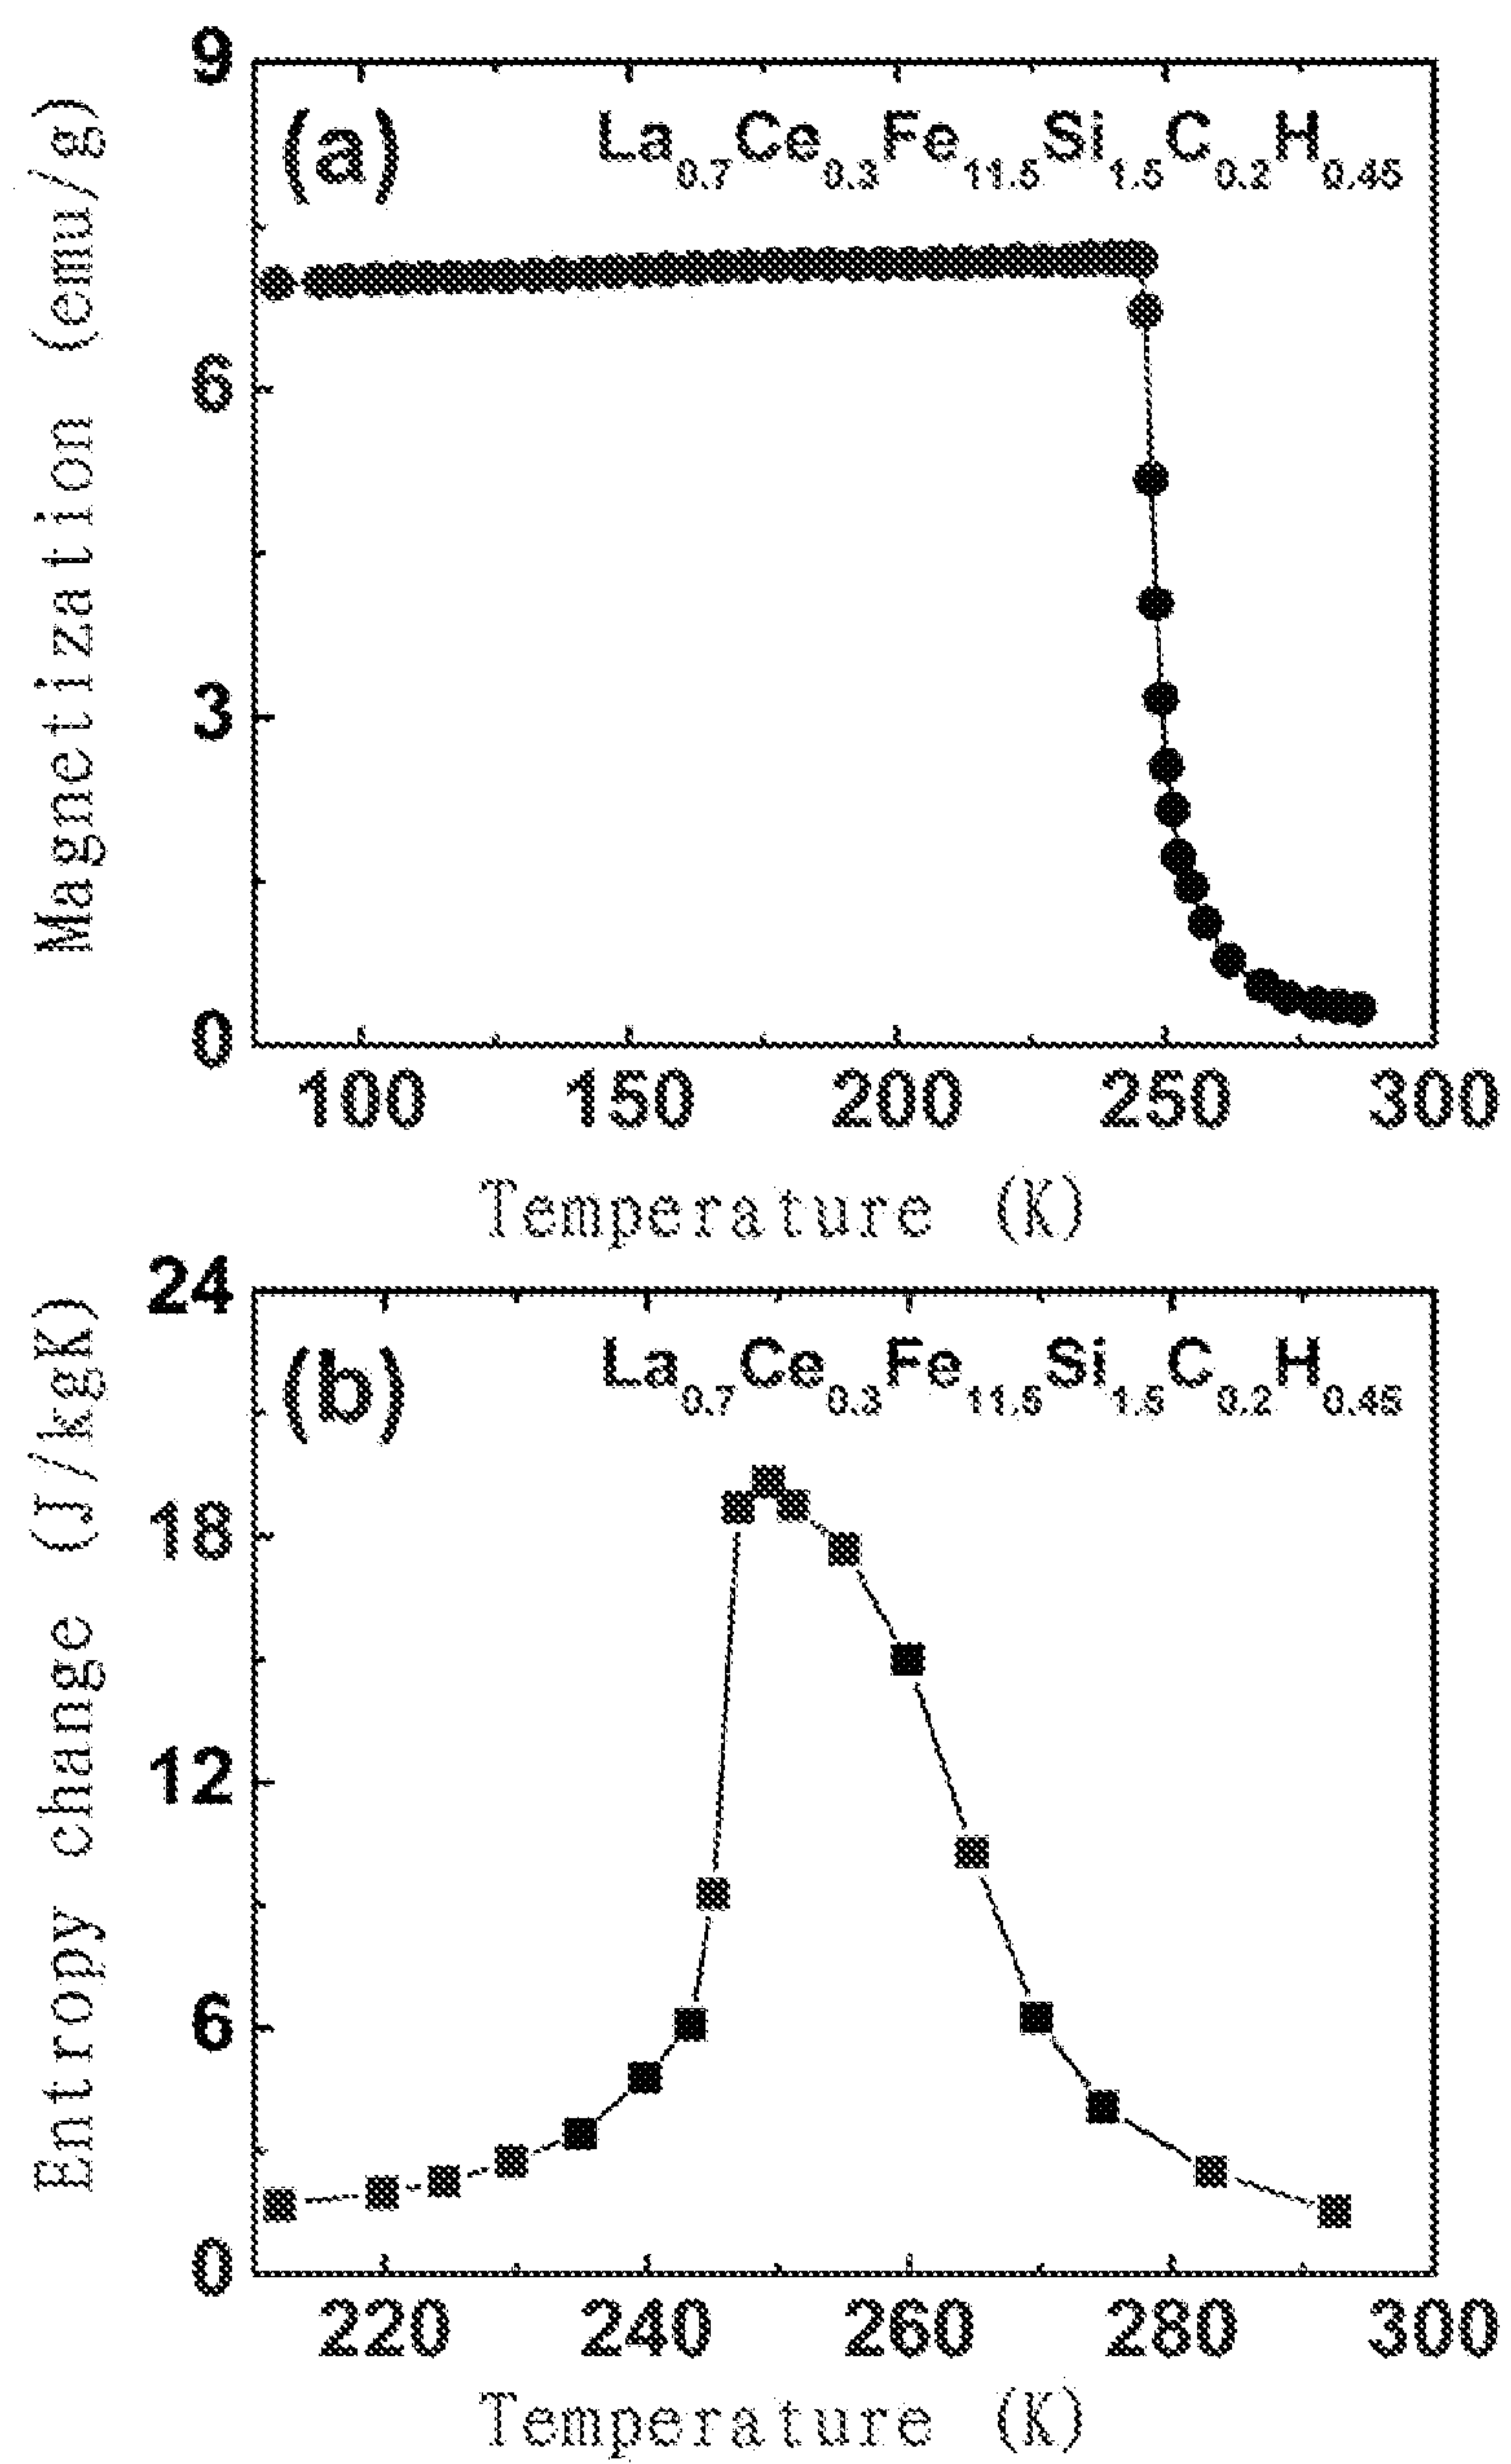 9
(a) La0.7Ce0.3Fe11.5Si1.5C0.2H0.45
6
3
0
Magnetization (emu/g)
100 150 200 250 300
Temperature (K)
24
(b) La0.7Ce0.3Fe11.5Si1.5C0.2H0.45
18
12
6
0
Entropy change (J/kgK)
220 240 260 280 300
Temperature (K)